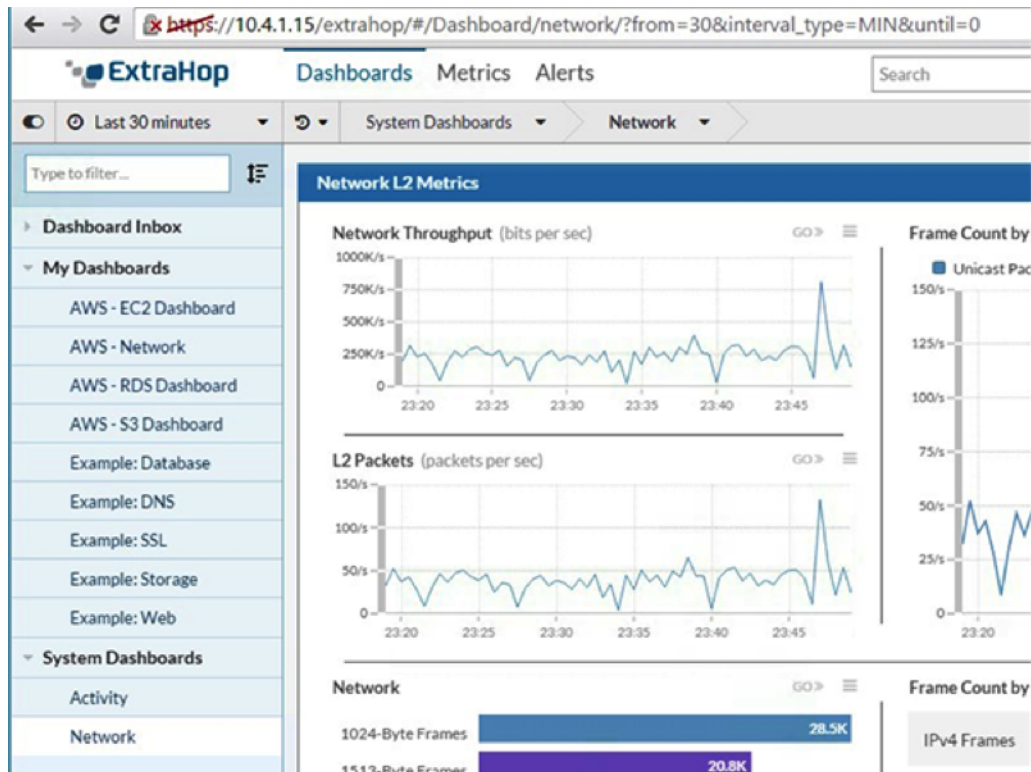 https://10.4.1.15/extrahop/#/Dashboard/network/?from=30&interval_type=MIN&until=0
ExtraHop
Dashboards Metrics Alerts
Search
Last 30 minutes
System Dashboards
Network
Type to filter...
Dashboard Inbox
My Dashboards
AWS - EC2 Dashboard
AWS - Network
AWS - RDS Dashboard
AWS - S3 Dashboard
Example: Database
Example: DNS
Example: SSL
Example: Storage
Example: Web
System Dashboards
Activity
Network
Network L2 Metrics
Network Throughput (bits per sec)
GO»
1000K/s
750K/s
500K/s
250K/s
0
23:20 23:25 23:30 23:35 23:40 23:45
L2 Packets (packets per sec)
GO»
150/s
100/s
50/s
0
23:20 23:25 23:30 23:35 23:40 23:45
Network
GO»
1024-Byte Frames 28.5K
1513-Byte Frames 20.8K
Frame Count by
Unicast Pac
150/s
125/s
100/s
75/s
50/s
25/s
0
23:20
Frame Count by
IPv4 Frames